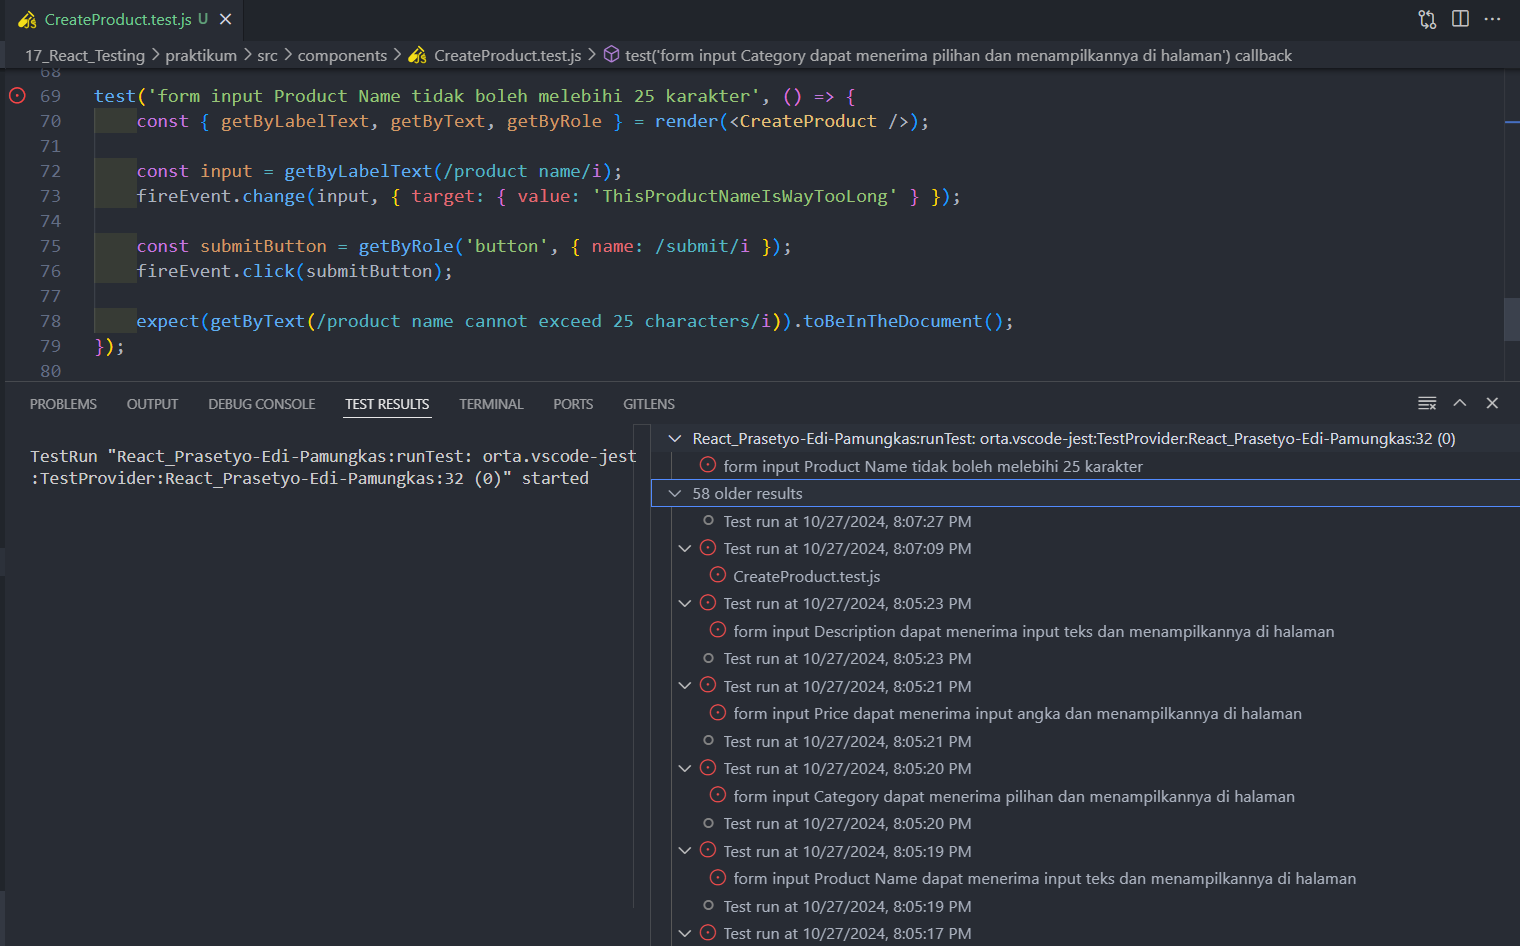 CreateProduct.test.js U
17_React_Testing > praktikum > src > components > CreateProduct.test.js > test('form input Category dapat menerima pilihan dan menampilkannya di halaman') callback
68
69 test('form input Product Name tidak boleh melebihi 25 karakter', () => {
70 const { getByLabelText, getByText, getByRole } = render(<CreateProduct />);
71
72 const input = getByLabelText(/product name/i);
73 fireEvent.change(input, { target: { value: 'ThisProductNameIsWayTooLong' } });
74
75 const submitButton = getByRole('button', { name: /submit/i });
76 fireEvent.click(submitButton);
77
78 expect(getByText(/product name cannot exceed 25 characters/i)).toBeInTheDocument();
79 });
80
PROBLEMS OUTPUT DEBUG CONSOLE TEST RESULTS TERMINAL PORTS GITLENS
TestRun "React_Prasetyo-Edi-Pamungkas:runTest: orta.vscode-jest
:TestProvider:React_Prasetyo-Edi-Pamungkas:32 (0)" started
React_Prasetyo-Edi-Pamungkas:runTest: orta.vscode-jest:TestProvider:React_Prasetyo-Edi-Pamungkas:32 (0)
form input Product Name tidak boleh melebihi 25 karakter
58 older results
Test run at 10/27/2024, 8:07:27 PM
Test run at 10/27/2024, 8:07:09 PM
CreateProduct.test.js
Test run at 10/27/2024, 8:05:23 PM
form input Description dapat menerima input teks dan menampilkannya di halaman
Test run at 10/27/2024, 8:05:23 PM
Test run at 10/27/2024, 8:05:21 PM
form input Price dapat menerima input angka dan menampilkannya di halaman
Test run at 10/27/2024, 8:05:21 PM
Test run at 10/27/2024, 8:05:20 PM
form input Category dapat menerima pilihan dan menampilkannya di halaman
Test run at 10/27/2024, 8:05:20 PM
Test run at 10/27/2024, 8:05:19 PM
form input Product Name dapat menerima input teks dan menampilkannya di halaman
Test run at 10/27/2024, 8:05:19 PM
Test run at 10/27/2024, 8:05:17 PM